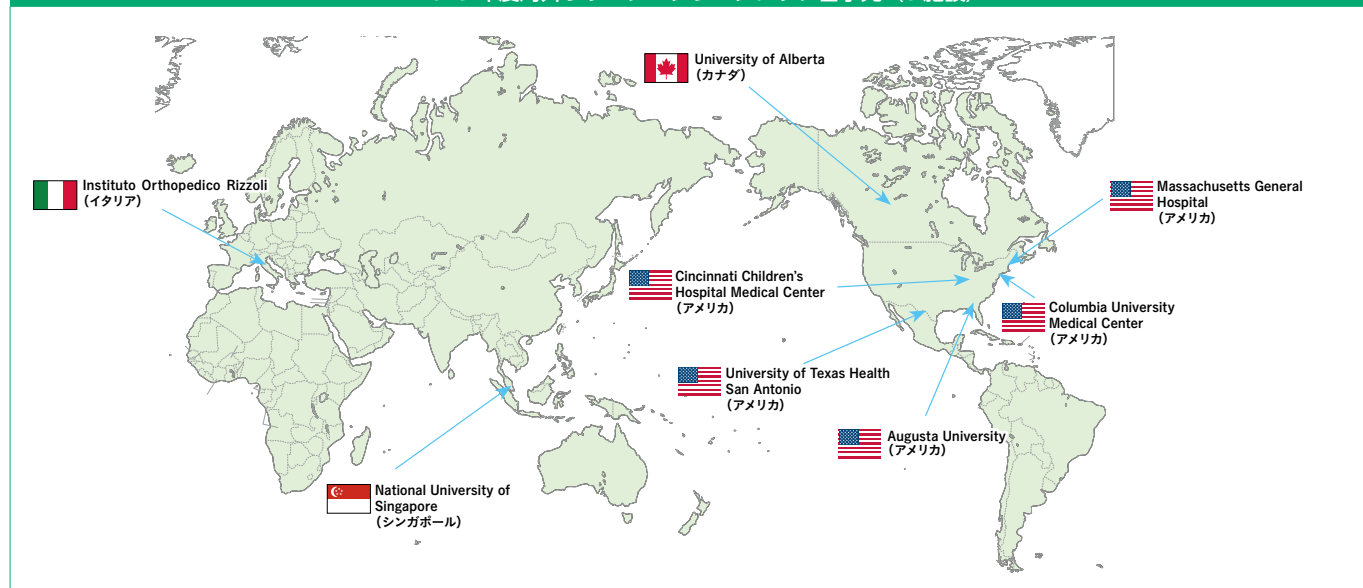 University of Alberta
（カナダ）
Instituto Orthopedico Rizzoli
（イタリア）
Massachusetts General
Hospital
（アメリカ）
Cincinnati Children's
Hospital Medical Center
（アメリカ）
Columbia University
Medical Center
（アメリカ）
University of Texas Health
San Antonio
（アメリカ）
Augusta University
（アメリカ）
National University of
Singapore
（シンガポール）